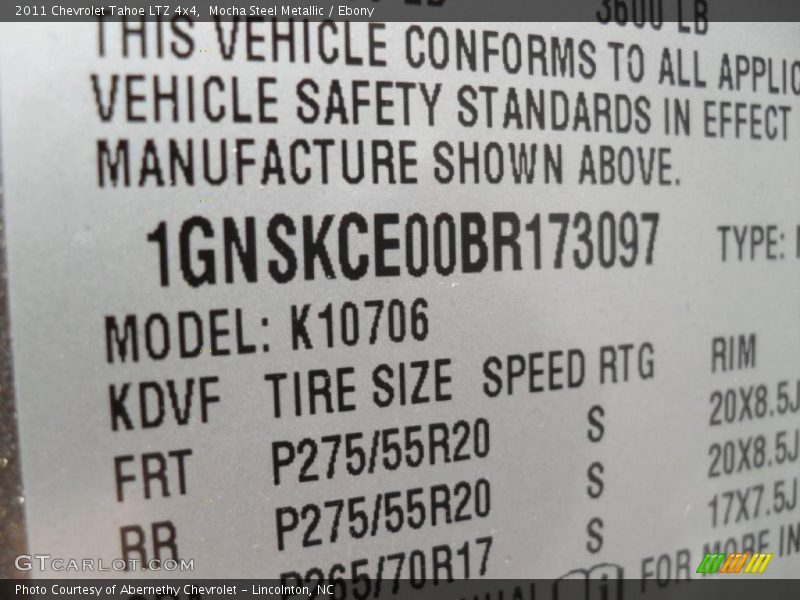 2011 Chevrolet Tahoe LTZ 4x4, Mocha Steel Metallic / Ebony
3600 LB
THIS VEHICLE CONFORMS TO ALL APPLIC
VEHICLE SAFETY STANDARDS IN EFFECT
MANUFACTURE SHOWN ABOVE.
1GNSKCE00BR173097 TYPE:
MODEL: K10706
KDVF TIRE SIZE SPEED RTG RIM
FRT P275/55R20 S 20X8.5J
RR P275/55R20 S 20X8.5J
P265/70R17 S 17X7.5J
FOR MORE IN
GTcarlot.com
Photo Courtesy of Abernethy Chevrolet - Lincolnton, NC